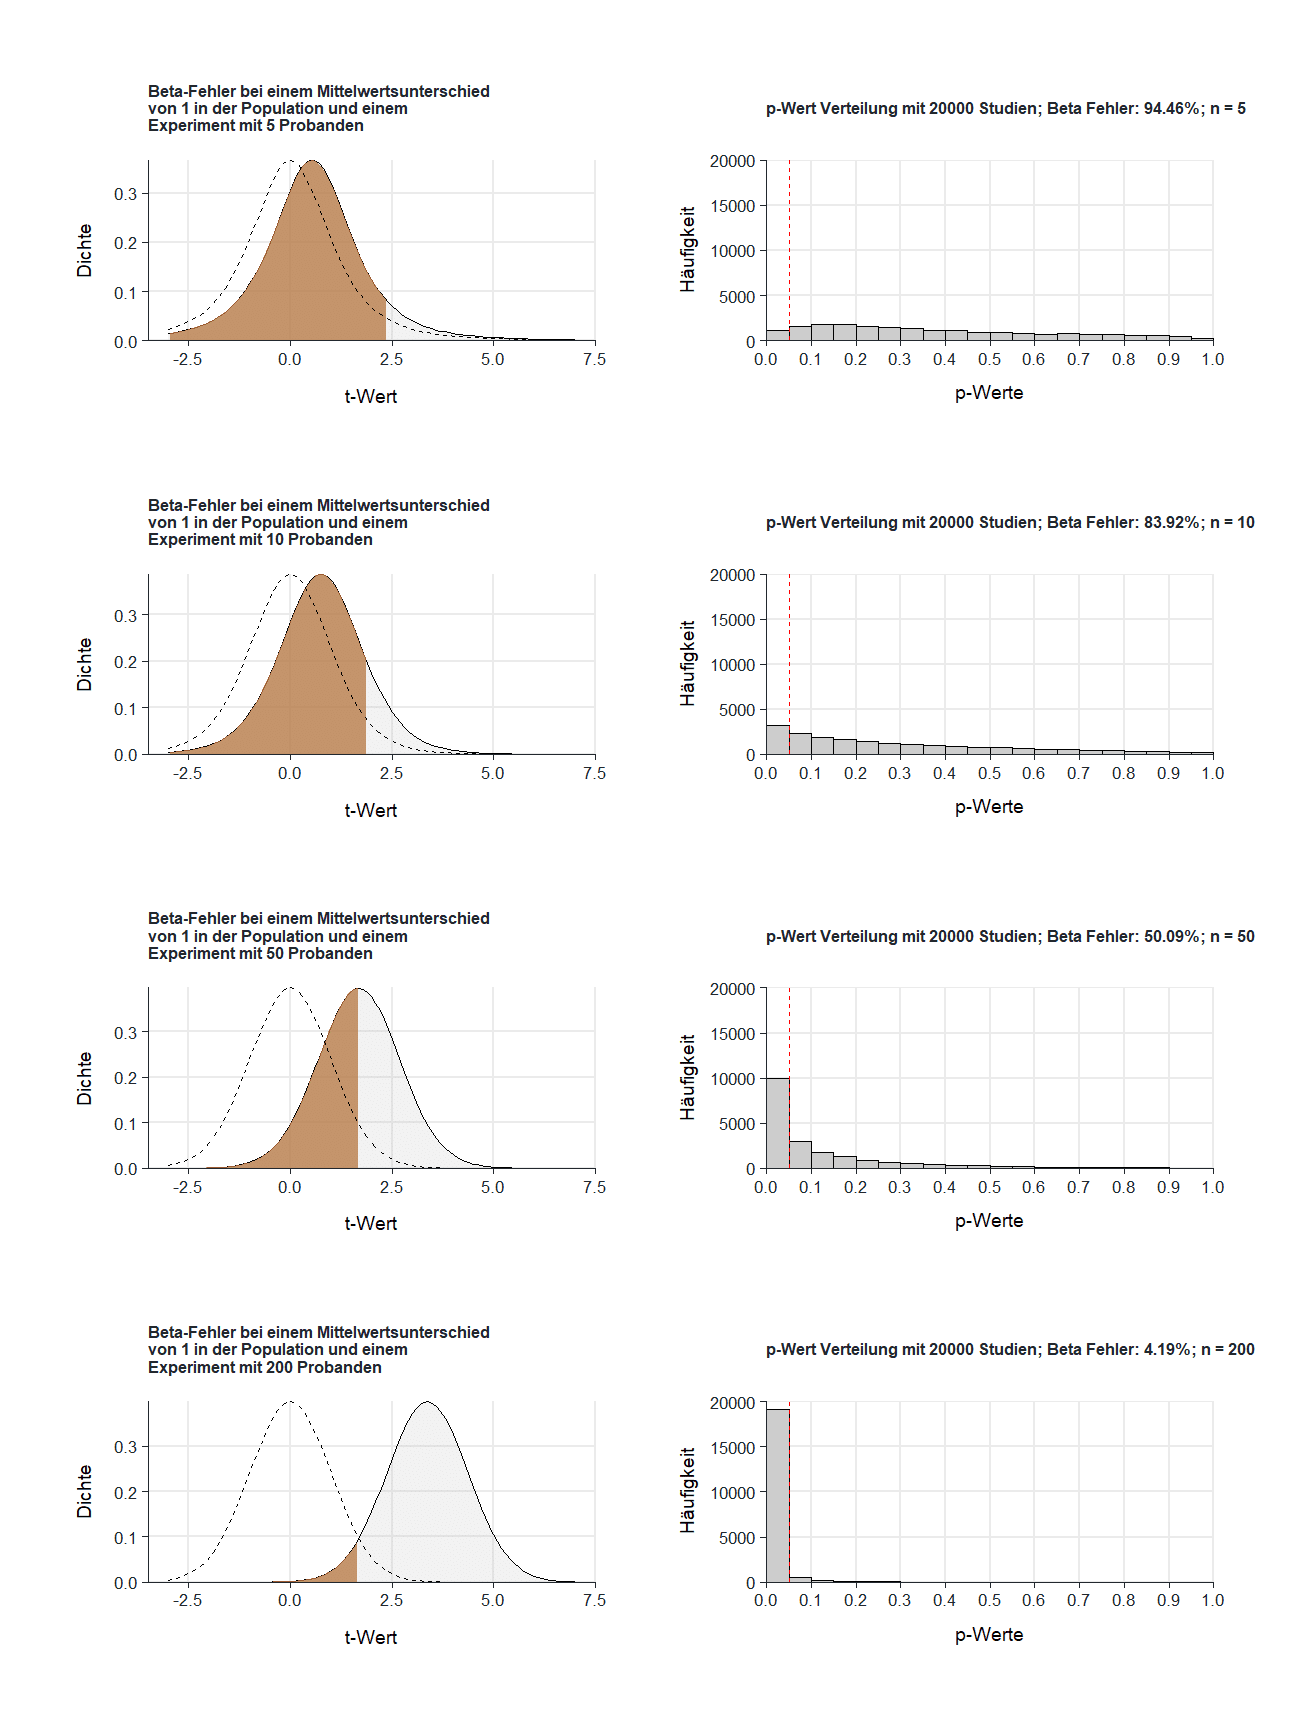 Beta-Fehler bei einem Mittelwertsunterschied
von 1 in der Population und einem
Experiment mit 5 Probanden
Dichte
0.3
0.2
0.1
0.0
-2.5 0.0 2.5 5.0 7.5
t-Wert
p-Wert Verteilung mit 20000 Studien; Beta Fehler: 94.46%; n = 5
Häufigkeit
20000
15000
10000
5000
0
0.0 0.1 0.2 0.3 0.4 0.5 0.6 0.7 0.8 0.9 1.0
p-Werte
Beta-Fehler bei einem Mittelwertsunterschied
von 1 in der Population und einem
Experiment mit 10 Probanden
Dichte
0.3
0.2
0.1
0.0
-2.5 0.0 2.5 5.0 7.5
t-Wert
p-Wert Verteilung mit 20000 Studien; Beta Fehler: 83.92%; n = 10
Häufigkeit
20000
15000
10000
5000
0
0.0 0.1 0.2 0.3 0.4 0.5 0.6 0.7 0.8 0.9 1.0
p-Werte
Beta-Fehler bei einem Mittelwertsunterschied
von 1 in der Population und einem
Experiment mit 50 Probanden
Dichte
0.3
0.2
0.1
0.0
-2.5 0.0 2.5 5.0 7.5
t-Wert
p-Wert Verteilung mit 20000 Studien; Beta Fehler: 50.09%; n = 50
Häufigkeit
20000
15000
10000
5000
0
0.0 0.1 0.2 0.3 0.4 0.5 0.6 0.7 0.8 0.9 1.0
p-Werte
Beta-Fehler bei einem Mittelwertsunterschied
von 1 in der Population und einem
Experiment mit 200 Probanden
Dichte
0.3
0.2
0.1
0.0
-2.5 0.0 2.5 5.0 7.5
t-Wert
p-Wert Verteilung mit 20000 Studien; Beta Fehler: 4.19%; n = 200
Häufigkeit
20000
15000
10000
5000
0
0.0 0.1 0.2 0.3 0.4 0.5 0.6 0.7 0.8 0.9 1.0
p-Werte